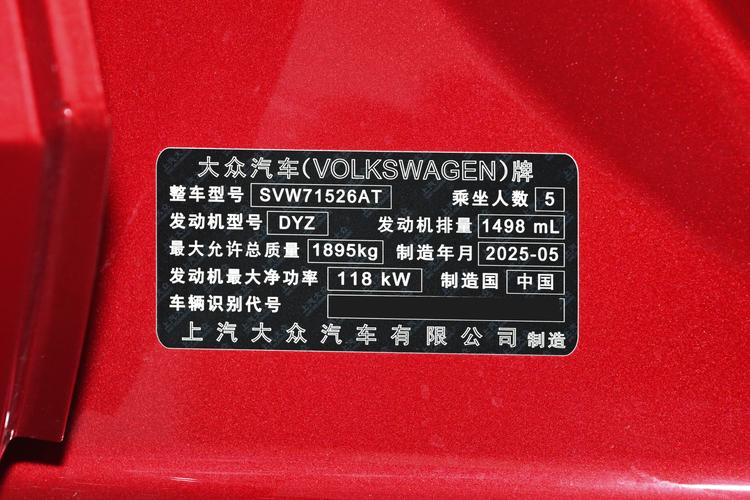 大众汽车(VOLKSWAGEN)牌
整车型号 SVW71526AT 乘坐人数 5
发动机型号 DYZ 发动机排量 1498 mL
最大允许总质量 1895kg 制造年月 2025-05
发动机最大净功率 118 kW 制造国 中国
车辆识别代号
上汽大众汽车有限公司 制造